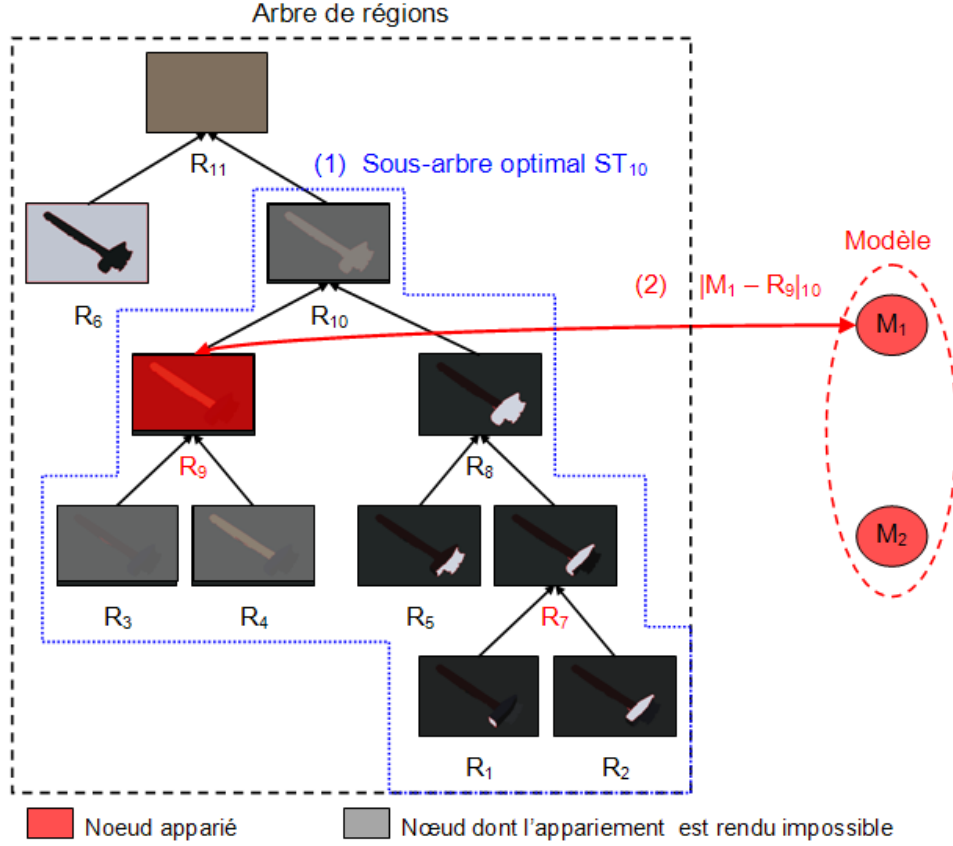 Arbre de régions
R11
(1) Sous-arbre optimal ST10
Modèle
R6
R10
(2) |M1 – R9|10
M1
R9
R8
M2
R3
R4
R5
R7
R1
R2
Noeud apparié
Nœud dont l'appariement est rendu impossible